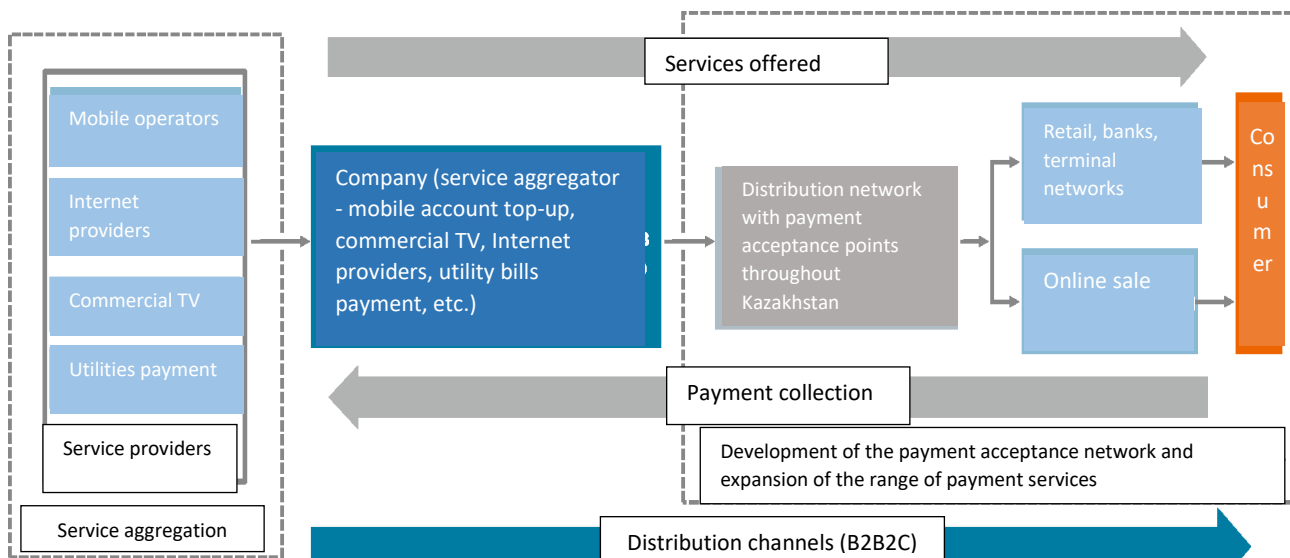 Services offered
Mobile operators
Internet
providers
Commercial TV
Utilities payment
Service providers
Service aggregation
Company (service aggregator
- mobile account top-up,
commercial TV, Internet
providers, utility bills
payment, etc.)
Distribution network
with payment
acceptance points
throughout
Kazakhstan
Retail, banks,
terminal
networks
Online sale
Co
ns
u
m
er
Payment collection
Development of the payment acceptance network and
expansion of the range of payment services
Distribution channels (B2B2C)